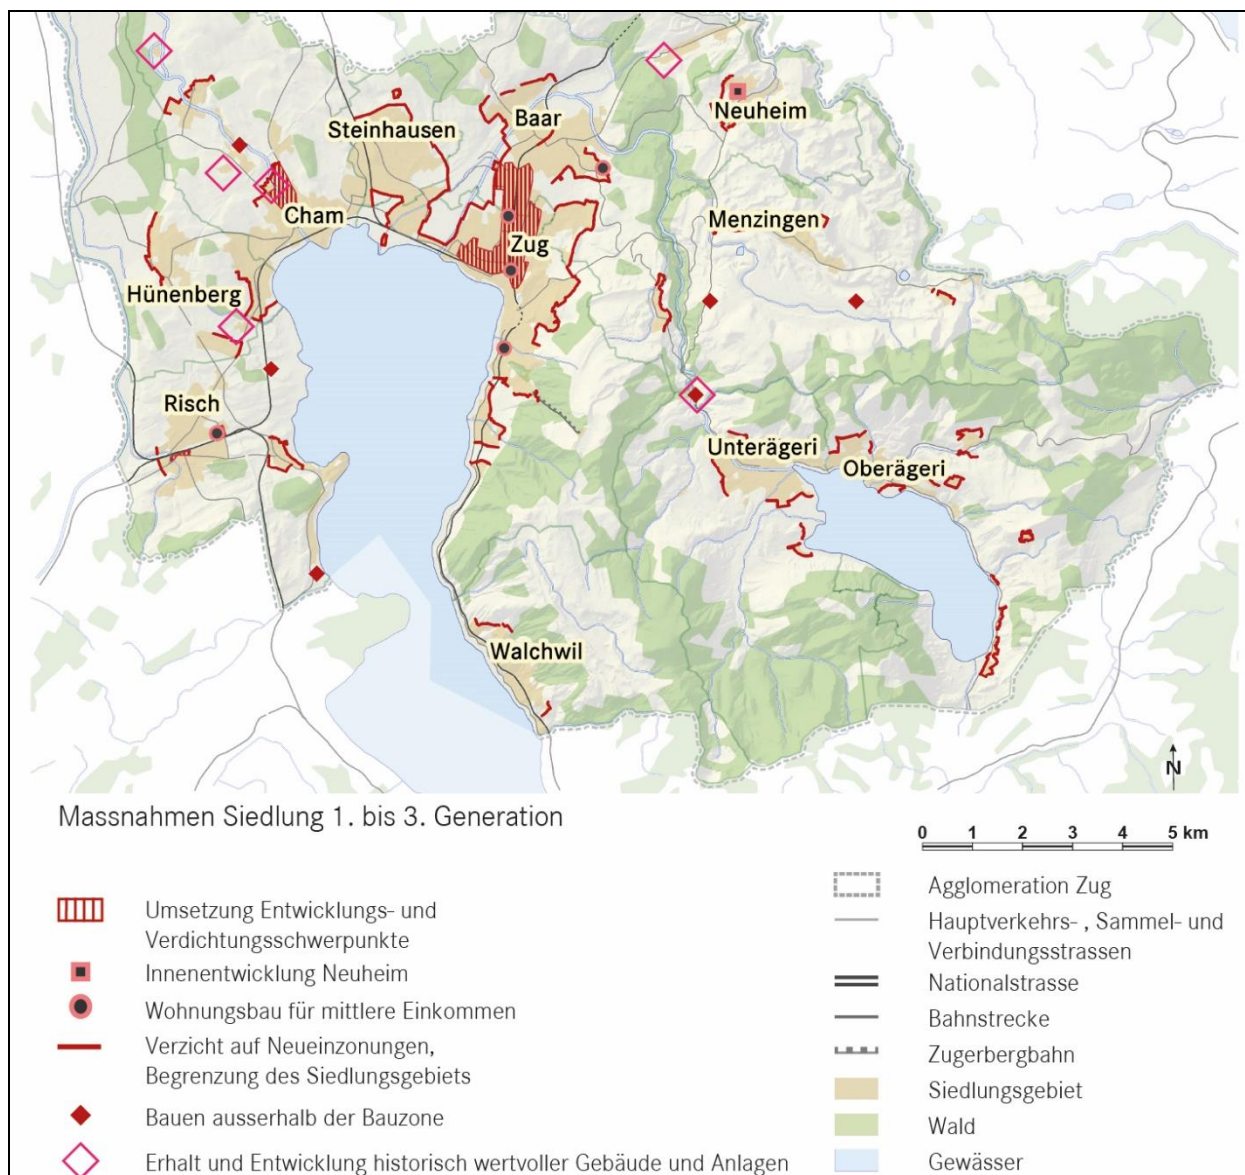 Steinhausen
Baar
Neuheim
Cham
Zug
Menzingen
Hünenberg
Risch
Unterägeri
Oberägeri
Walchwil
N
Massnahmen Siedlung 1. bis 3. Generation
0 1 2 3 4 5 km
Umsetzung Entwicklungs- und
Verdichtungsschwerpunkte
Innenentwicklung Neuheim
Wohnungsbau für mittlere Einkommen
Verzicht auf Neueinzonungen,
Begrenzung des Siedlungsgebiets
Bauen ausserhalb der Bauzone
Erhalt und Entwicklung historisch wertvoller Gebäude und Anlagen
Agglomeration Zug
Hauptverkehrs- , Sammel- und
Verbindungsstrassen
Nationalstrasse
Bahnstrecke
Zugerbergbahn
Siedlungsgebiet
Wald
Gewässer